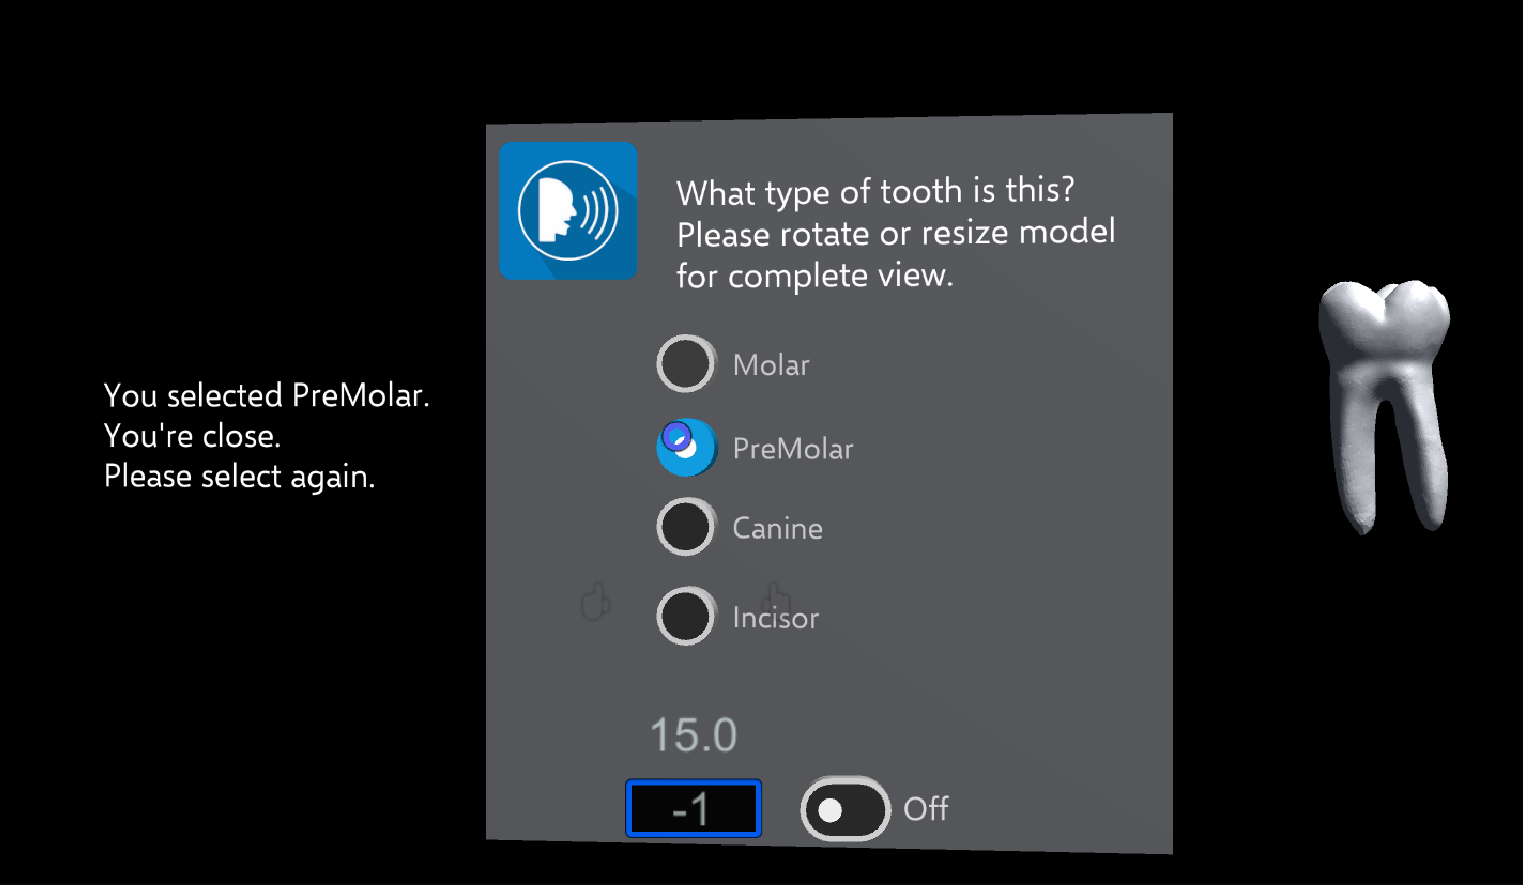 What type of tooth is this?
Please rotate or resize model
for complete view.
Molar
You selected PreMolar.
You're close.
Please select again.
PreMolar
Canine
Incisor
15.0
-1
Off